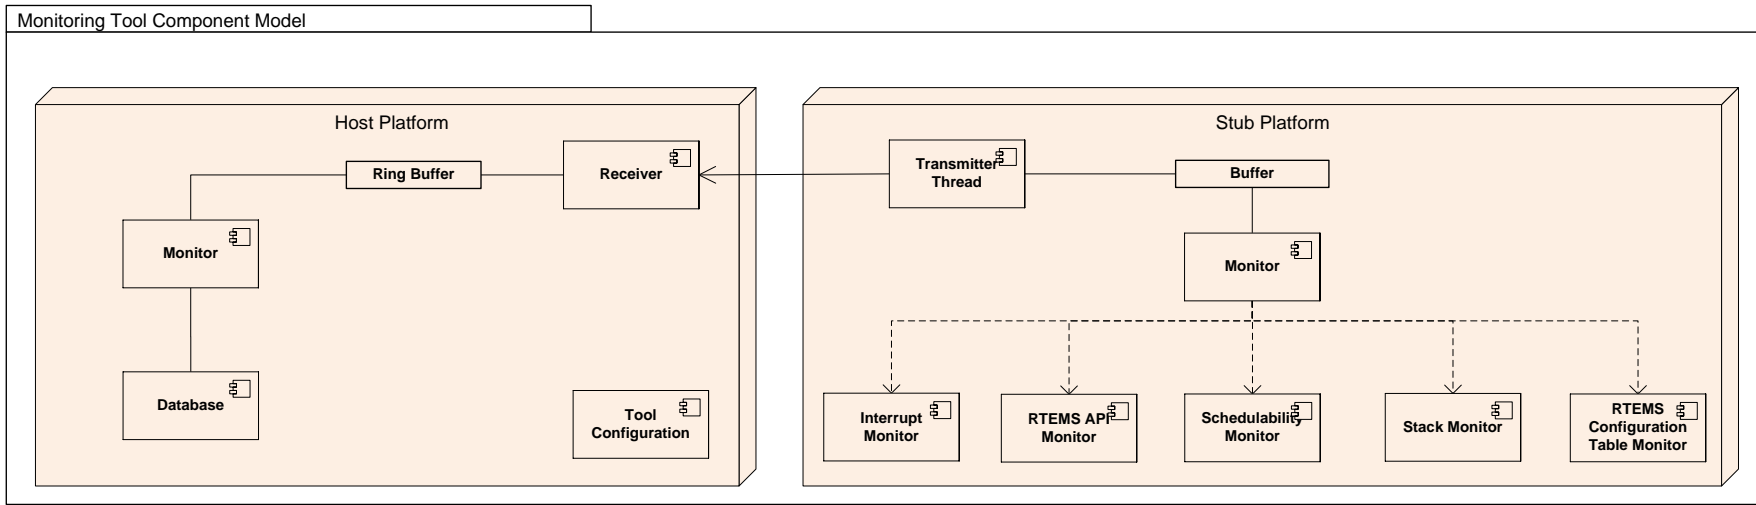 Monitoring Tool Component Model
Host Platform
Ring Buffer
Receiver
Monitor
Database
Tool
Configuration
Stub Platform
Transmitter
Thread
Buffer
Monitor
Interrupt
Monitor
RTEMS API
Monitor
Schedulability
Monitor
Stack Monitor
RTEMS
Configuration
Table Monitor